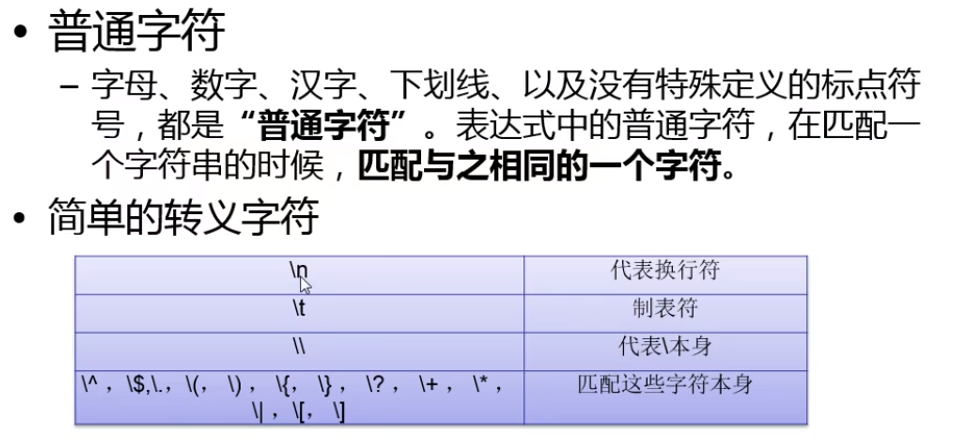 • 普通字符
– 字母、数字、汉字、下划线、以及没有特殊定义的标点符
号，都是“普通字符”。表达式中的普通字符，在匹配一
个字符串的时候，匹配与之相同的一个字符。
• 简单的转义字符
\n 代表换行符
\t 制表符
\\ 代表\本身
\^ ， \$,\.， \(， \) ， \{， \} ， \? ， \+ ， \* ， 匹配这些字符本身
\| ， \[， \]